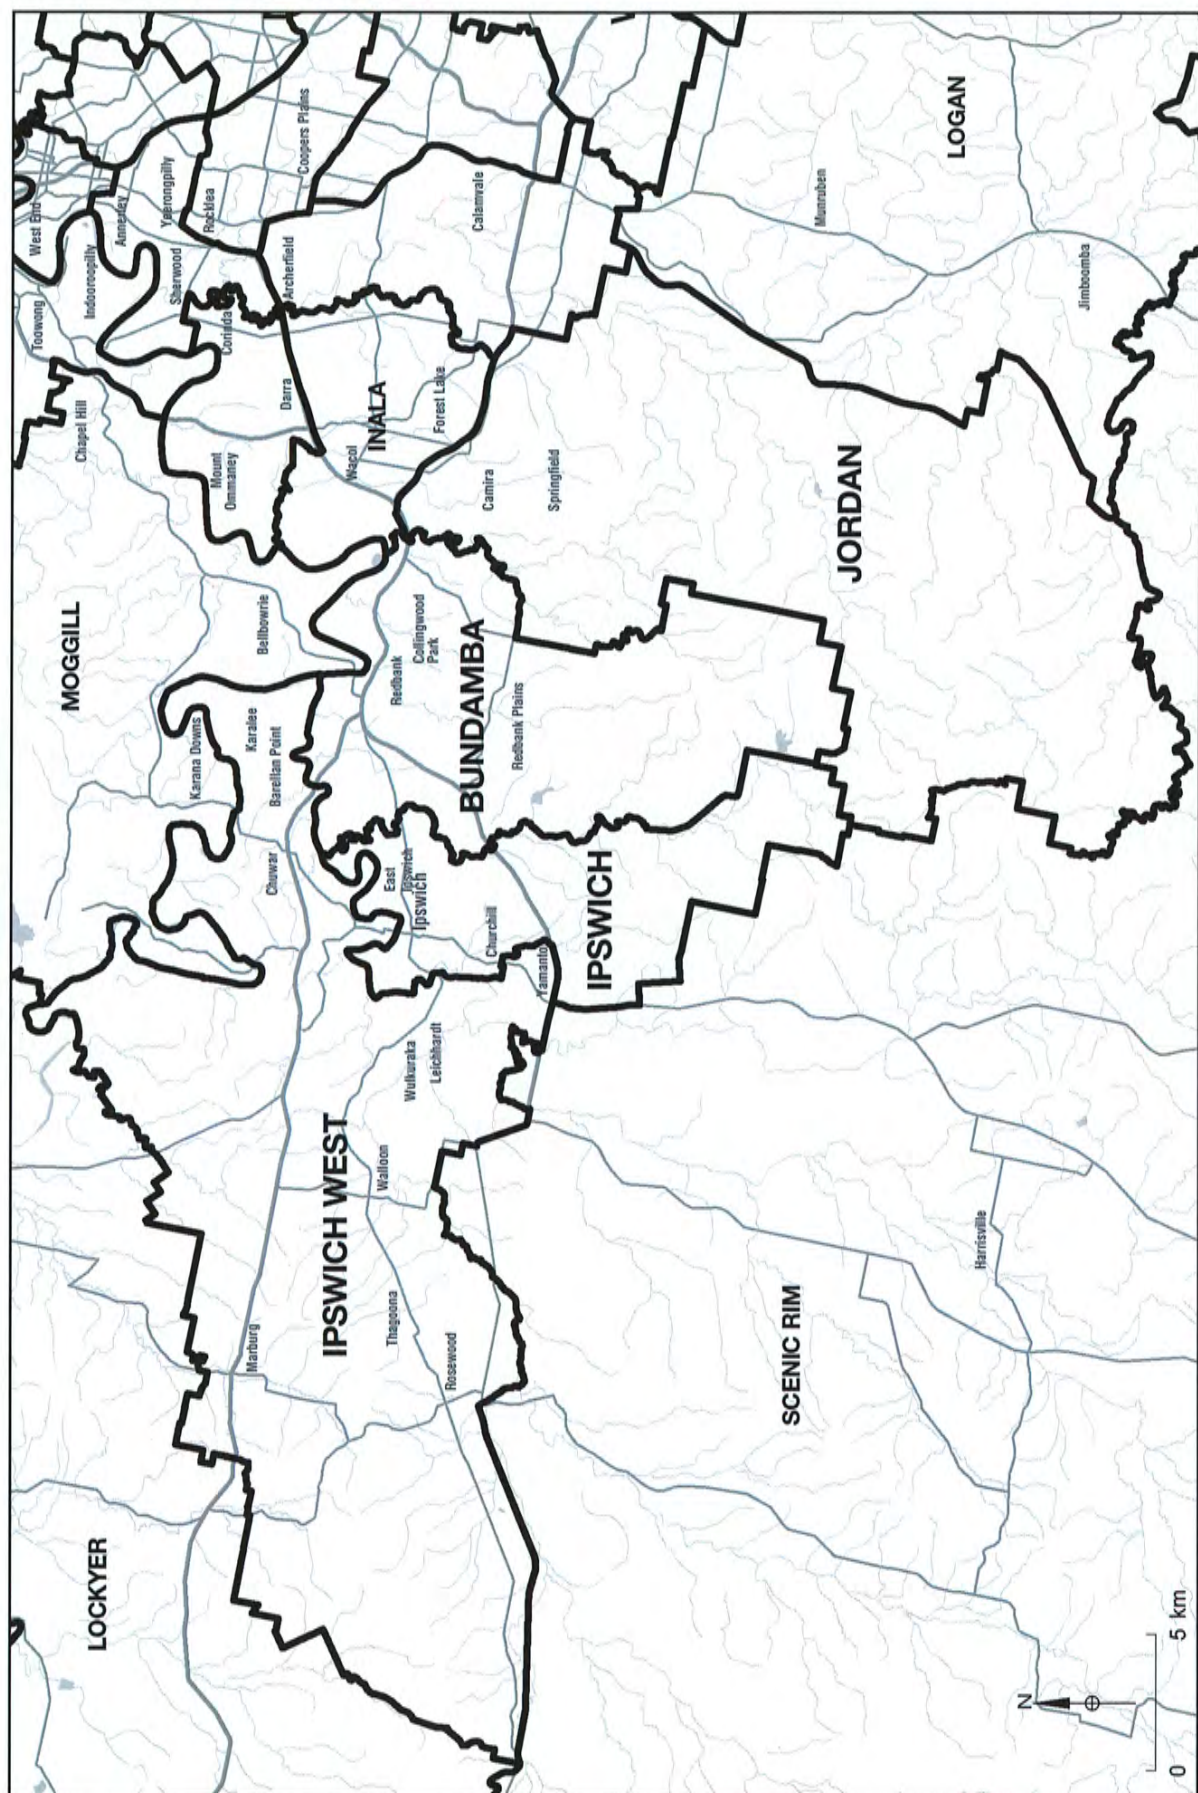 West End
Toowong
MOGGILL
Chapel Hill
Indooroopilly
LOCKYER
Annerley
Yeerongpilly
Sherwood
Karana Downs
Rocklea
Mount
Ommaney
Corinda
Marburg
Karalee
Bellbowrie
Chuwar
Barellan Point
Darra
Archerfield
Coopers Plains
IPSWICH WEST
Wacol
INALA
Walloon
East
Ipswich
Thagoona
Redbank
Wulkuraka
Ipswich
Collingwood
Park
Leichhardt
Forest Lake
Rosewood
BUNDAMBA
Calamvale
Camira
Churchill
Redbank Plains
Yamanto
Springfield
IPSWICH
SCENIC RIM
Munruben
JORDAN
LOGAN
Harrisville
N
Jimboomba
0 5 km